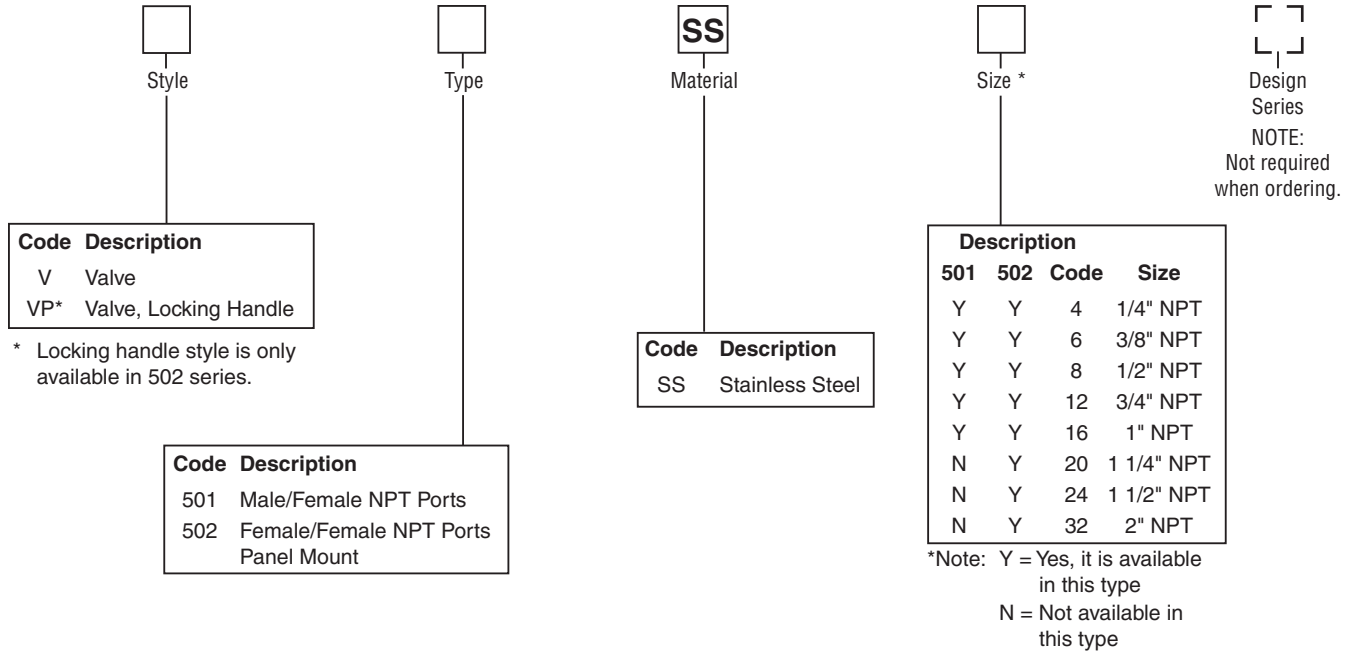 SS
Style
Type
Material
Size *
Design
Series
NOTE:
Not required
when ordering.
Code Description
V Valve
VP* Valve, Locking Handle
* Locking handle style is only
available in 502 series.
Code Description
501 Male/Female NPT Ports
502 Female/Female NPT Ports
Panel Mount
Code Description
SS Stainless Steel
Description
501 502 Code Size
Y Y 4 1/4" NPT
Y Y 6 3/8" NPT
Y Y 8 1/2" NPT
Y Y 12 3/4" NPT
Y Y 16 1" NPT
N Y 20 1 1/4" NPT
N Y 24 1 1/2" NPT
N Y 32 2" NPT
*Note: Y = Yes, it is available
in this type
N = Not available in
this type